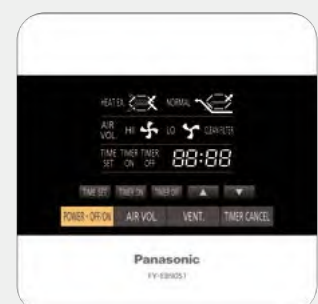 HEAT EX. NORMAL
AIR VOL. HI LO CLEAN FILTER
TIME SET TIMER ON TIMER OFF 88:88
TIME SET TIMER ON TIMER OFF ▲ ▼
POWER・OFF/ON AIR VOL VENT. TIMER CANCEL
Panasonic